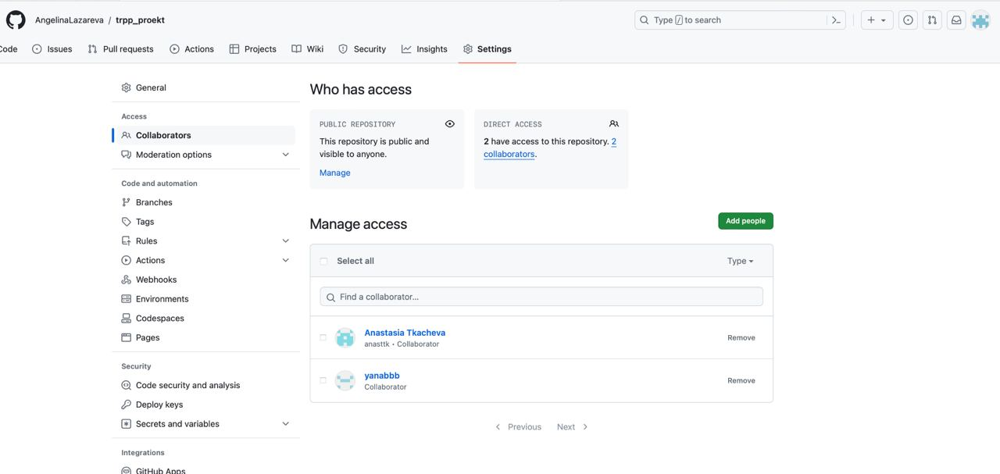 AngelinaLazareva / trpp_proekt
Type / to search
Code
Issues
Pull requests
Actions
Projects
Wiki
Security
Insights
Settings
General
Access
Collaborators
Moderation options
Code and automation
Branches
Tags
Rules
Actions
Webhooks
Environments
Codespaces
Pages
Security
Code security and analysis
Deploy keys
Secrets and variables
Integrations
GitHub Apps
Who has access
PUBLIC REPOSITORY
This repository is public and
visible to anyone.
Manage
DIRECT ACCESS
2 have access to this repository. 2
collaborators.
Manage access
Add people
Select all
Type
Find a collaborator...
Anastasia Tkacheva
anasttk • Collaborator
Remove
yanabbb
Collaborator
Remove
Previous
Next